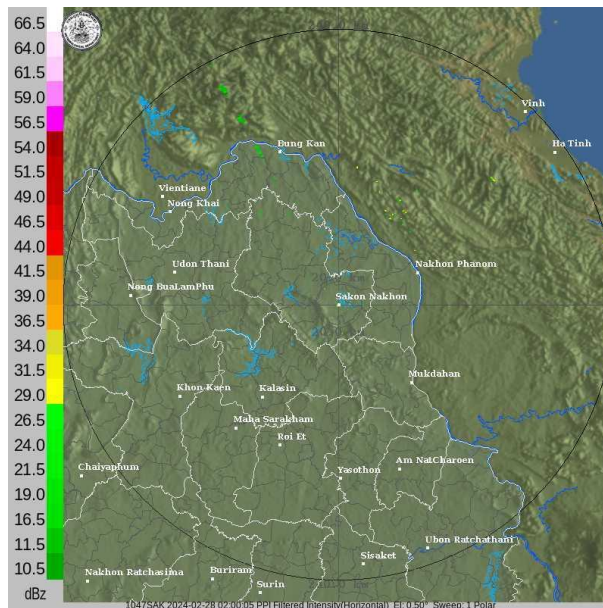 66.5
64.0
61.5
59.0
56.5
54.0
51.5
49.0
46.5
44.0
41.5
39.0
36.5
34.0
31.5
29.0
26.5
24.0
21.5
19.0
16.5
11.5
10.5
dBz
Vinh
Ha Tinh
Bung Kan
Vientiane
Nong Khai
Udon Thani
Nakhon Phanom
Nong BuaLamPhu
Sakon Nakhon
Mukdahan
Khon Kaen
Kalasin
Maha Sarakham
Roi Et
Chaiyaphum
Yasothon
Am NatCharoen
Ubon Ratchathani
Sisaket
Nakhon Ratchasima
Buriram
Surin
1047SAK 2024-02-28 02:00:05 PPI Filtered Intensity(Horizontal) El: 0.50° Sweep: 1 Polar